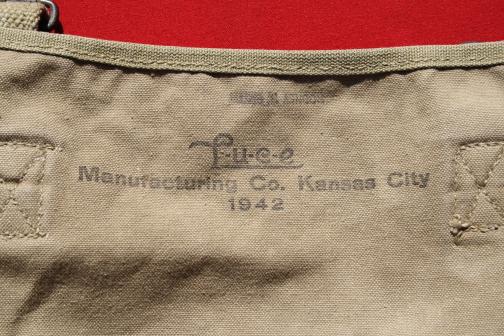 L-u-c-e
Manufacturing Co. Kansas City
1942